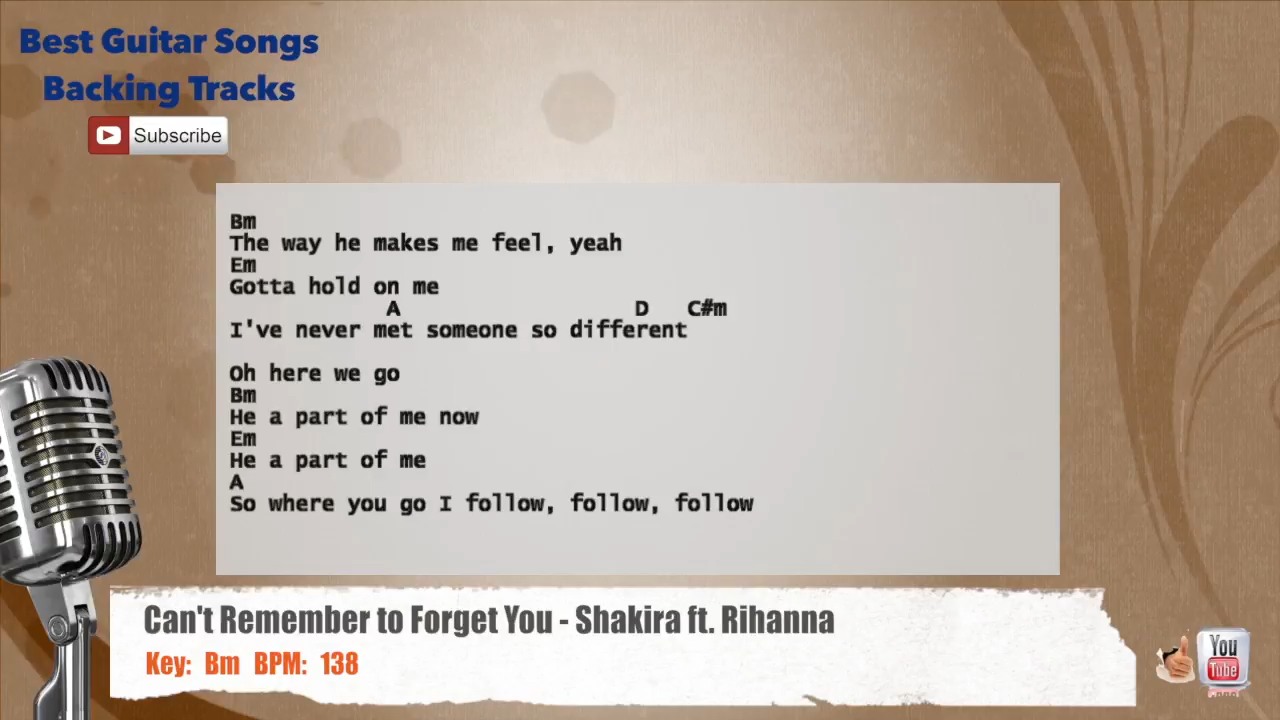 Best Guitar Songs
Backing Tracks
Subscribe
Bm
The way he makes me feel, yeah
Em
Gotta hold on me
A D C#m
I've never met someone so different
Oh here we go
Bm
He a part of me now
Em
He a part of me
A
So where you go I follow, follow, follow
Can't Remember to Forget You - Shakira ft. Rihanna
Key: Bm BPM: 138
You
Tube